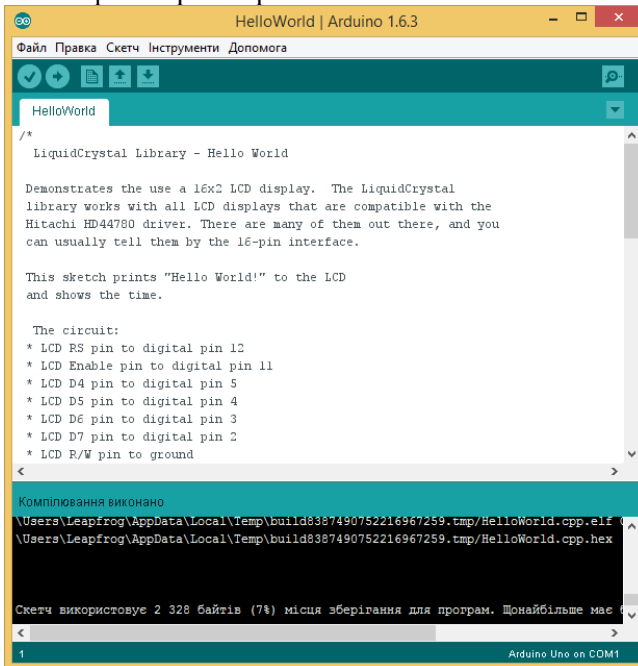 HelloWorld | Arduino 1.6.3
Файл Правка Скетч Інструменти Допомога
HelloWorld
/*
LiquidCrystal Library - Hello World
Demonstrates the use a 16x2 LCD display.  The LiquidCrystal
library works with all LCD displays that are compatible with the
Hitachi HD44780 driver. There are many of them out there, and you
can usually tell them by the 16-pin interface.
This sketch prints "Hello World!" to the LCD
and shows the time.
The circuit:
* LCD RS pin to digital pin 12
* LCD Enable pin to digital pin 11
* LCD D4 pin to digital pin 5
* LCD D5 pin to digital pin 4
* LCD D6 pin to digital pin 3
* LCD D7 pin to digital pin 2
* LCD R/W pin to ground
Компілювання виконано
\Users\Leapfrog\AppData\Local\Temp\build8387490752216967259.tmp/HelloWorld.cpp.elf
\Users\Leapfrog\AppData\Local\Temp\build8387490752216967259.tmp/HelloWorld.cpp.hex
Скетч використовує 2 328 байтів (7%) місця зберігання для програм. Щонайбільше має
1
Arduino Uno on COM1